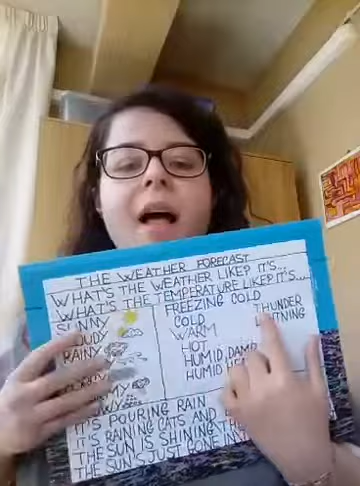 THE WEATHER FORECAST
WHAT'S THE WEATHER LIKE? IT'S...
WHAT'S THE TEMPERATURE LIKE? IT'S...
SUNNY
RAINY
FREEZING COLD
COLD
WARM
HOT
HUMID, DAMP
HUMID
THUNDER
IT'S POURING RAIN
IT'S RAINING CATS AND
THE SUN IS SHINING
THE SUN'S JUST GONE IN